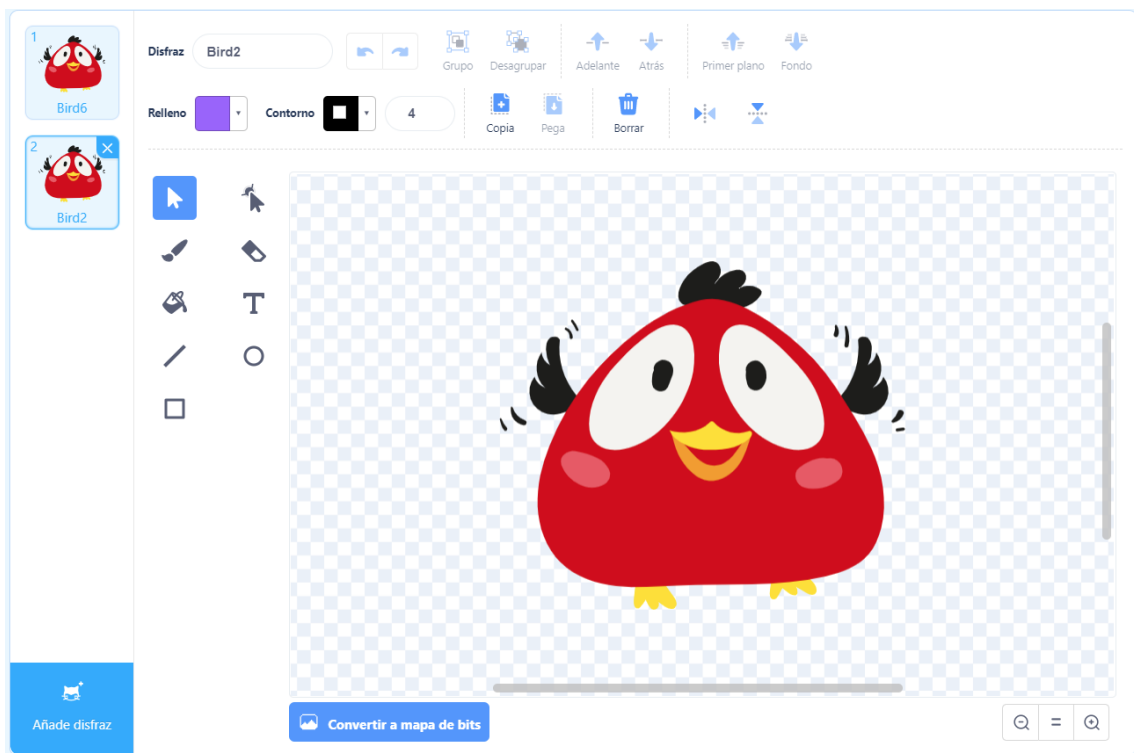 1
Bird6
2
Bird2
Añade disfraz
Disfraz
Bird2
Grupo
Desagrupar
Adelante
Atrás
Primer plano
Fondo
Relleno
Contorno
4
Copia
Pega
Borrar
T
Convertir a mapa de bits